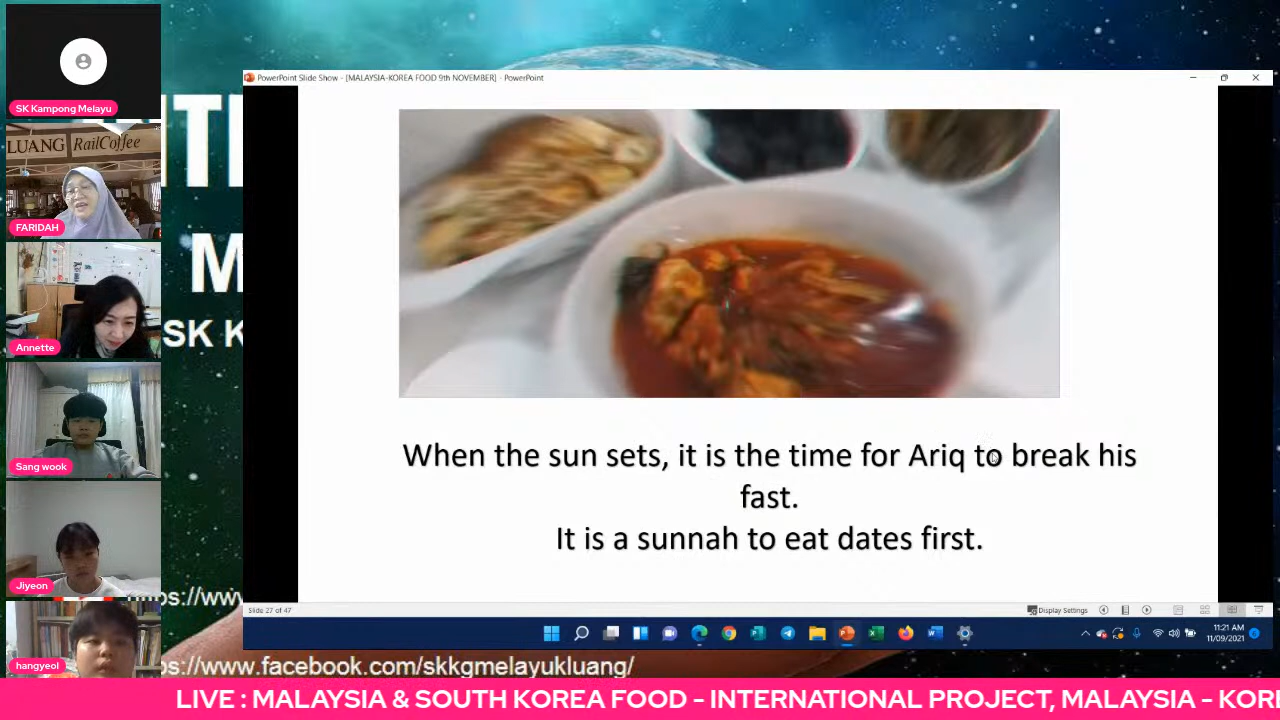 SK Kampong Melayu
LUANG RailCoffee
FARIDAH
Annette
Sang wook
Jiyeon
hangyeol
M
SK K
PowerPoint Slide Show - [MALAYSIA-KOREA FOOD 9th NOVEMBER] - PowerPoint
When the sun sets, it is the time for Ariq to break his
fast.
It is a sunnah to eat dates first.
Slide 27 of 47
Display Settings
11:21 AM
11/09/2021
s://www.facebook.com/skkgmelayukluang/
LIVE : MALAYSIA & SOUTH KOREA FOOD - INTERNATIONAL PROJECT, MALAYSIA - KOR